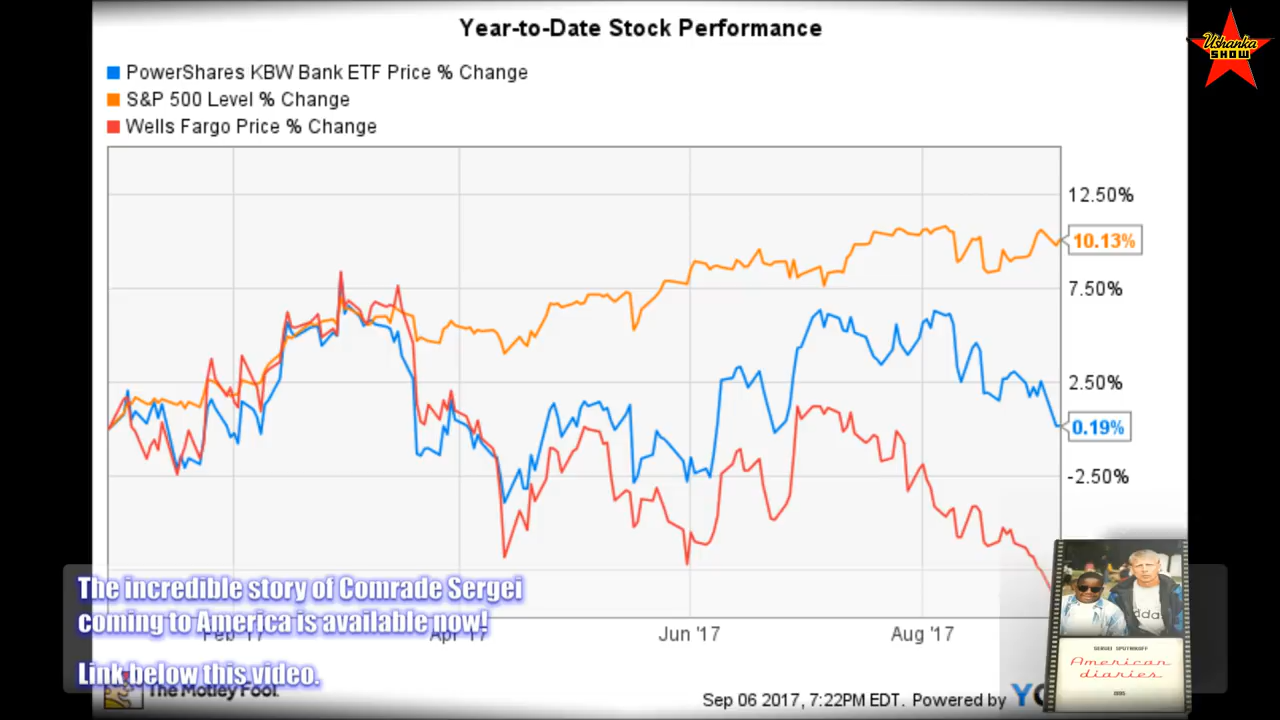 Year-to-Date Stock Performance
Ushanka
SHOW
PowerShares KBW Bank ETF Price % Change
S&P 500 Level % Change
Wells Fargo Price % Change
12.50%
10.13%
7.50%
2.50%
0.19%
-2.50%
The incredible story of Comrade Sergei
coming to America is available now!
Feb '17
Apr '17
Jun '17
Aug '17
Link below this video.
The Motley Fool.
Sep 06 2017, 7:22PM EDT. Powered by
SERGEI SPUTNIKOFF
American
diaries
1995